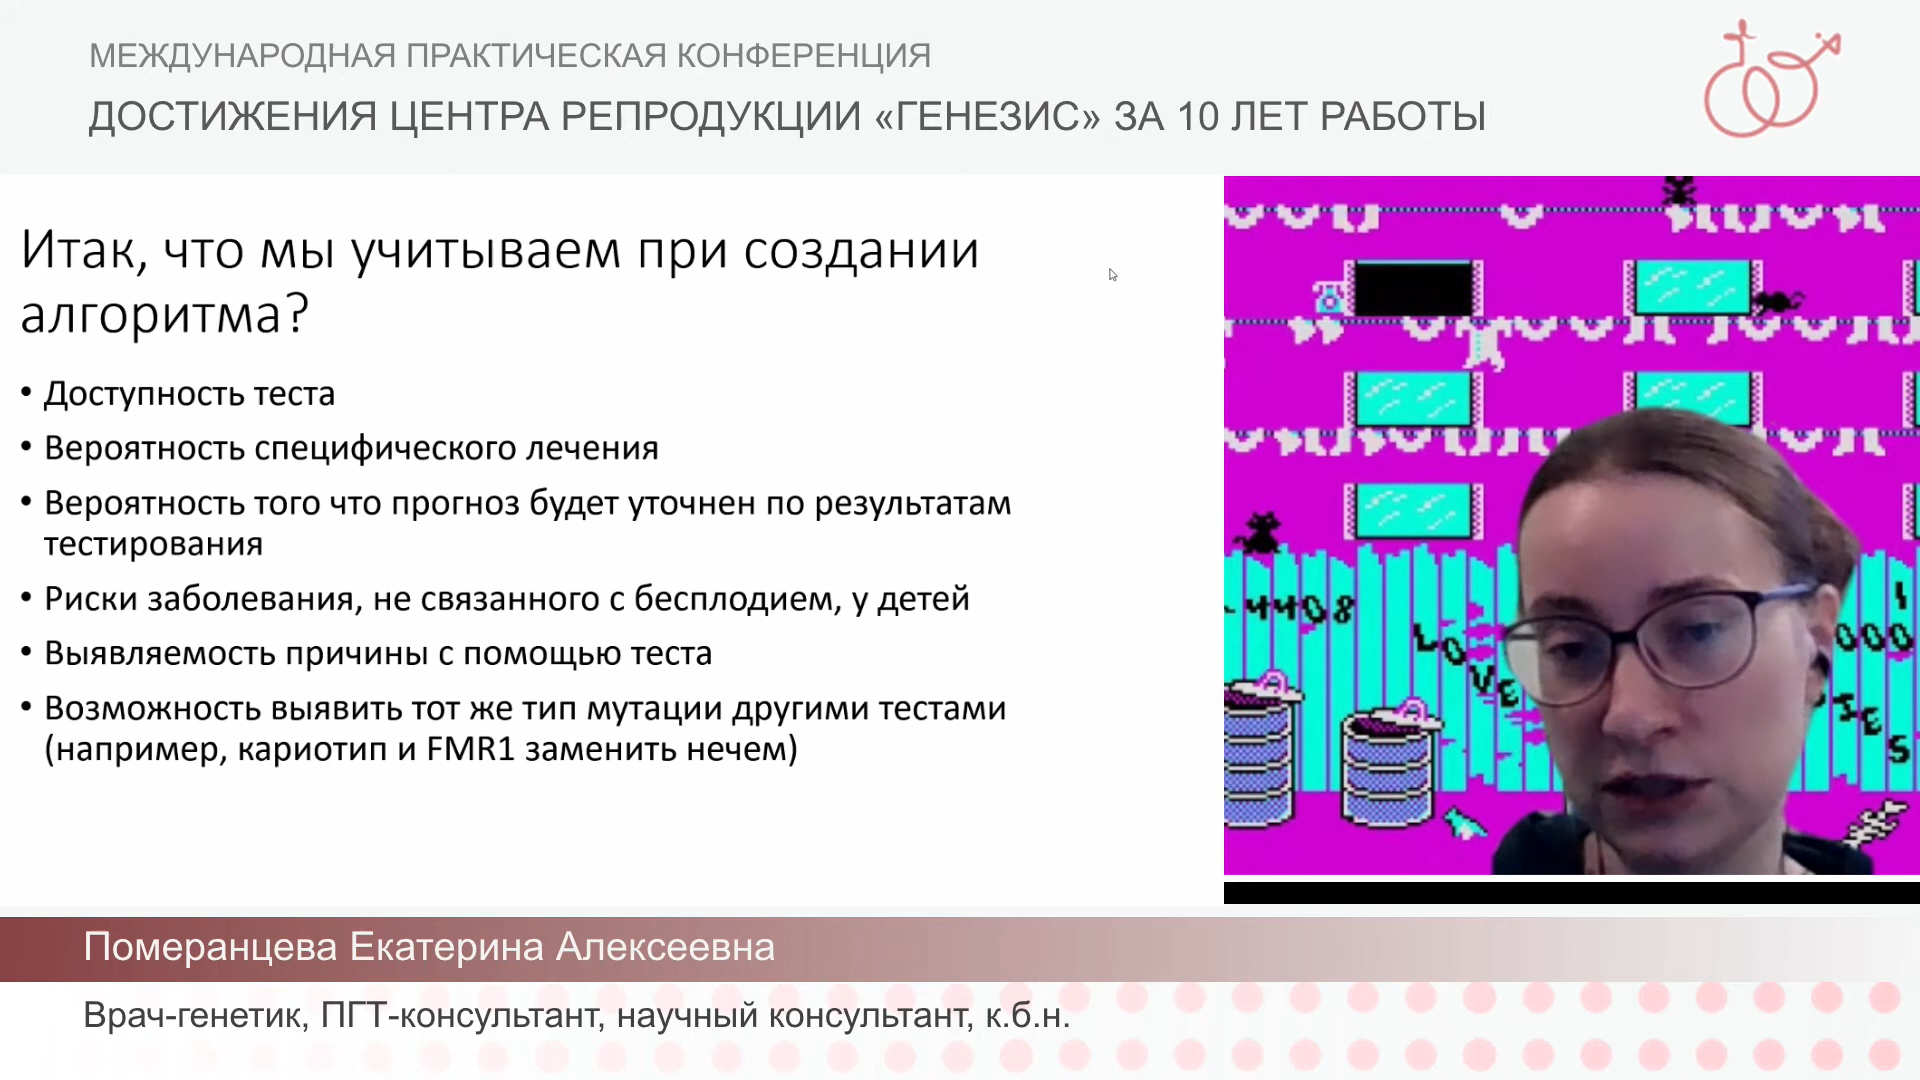 МЕЖДУНАРОДНАЯ ПРАКТИЧЕСКАЯ КОНФЕРЕНЦИЯ
ДОСТИЖЕНИЯ ЦЕНТРА РЕПРОДУКЦИИ «ГЕНЕЗИС» ЗА 10 ЛЕТ РАБОТЫ
Итак, что мы учитываем при создании
алгоритма?
• Доступность теста
• Вероятность специфического лечения
• Вероятность того что прогноз будет уточнен по результатам
тестирования
• Риски заболевания, не связанного с бесплодием, у детей
• Выявляемость причины с помощью теста
• Возможность выявить тот же тип мутации другими тестами
(например, кариотип и FMR1 заменить нечем)
4408
LOVE
000
Померанцева Екатерина Алексеевна
Врач-генетик, ПГТ-консультант, научный консультант, к.б.н.